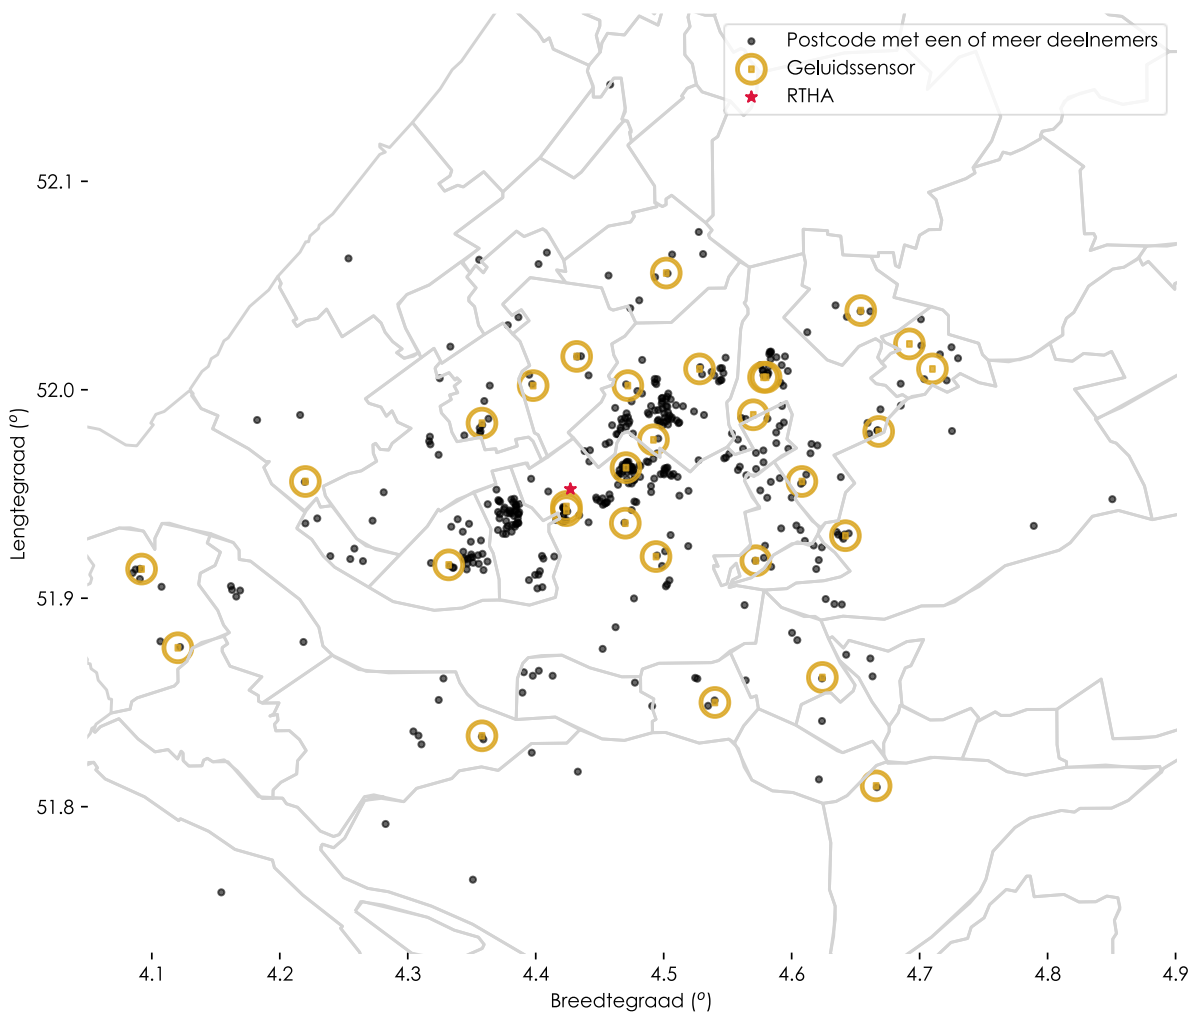 Postcode met een of meer deelnemers
Geluidssensor
RTHA
52.1
52.0
51.9
51.8
Lengtegraad (°)
4.1 4.2 4.3 4.4 4.5 4.6 4.7 4.8 4.9
Breedtegraad (°)